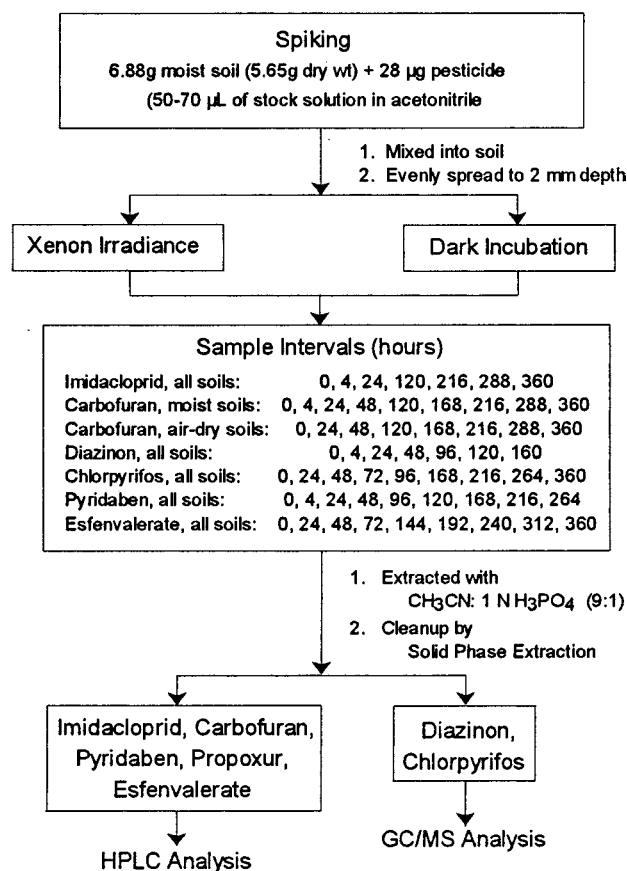 Spiking
6.88g moist soil (5.65g dry wt) + 28 µg pesticide
(50-70 µL of stock solution in acetonitrile
1. Mixed into soil
2. Evenly spread to 2 mm depth
Xenon Irradiance
Dark Incubation
Sample Intervals (hours)
Imidacloprid, all soils: 0, 4, 24, 120, 216, 288, 360
Carbofuran, moist soils: 0, 4, 24, 48, 120, 168, 216, 288, 360
Carbofuran, air-dry soils: 0, 24, 48, 120, 168, 216, 288, 360
Diazinon, all soils: 0, 4, 24, 48, 96, 120, 160
Chlorpyrifos, all soils: 0, 24, 48, 72, 96, 168, 216, 264, 360
Pyridaben, all soils: 0, 4, 24, 48, 96, 120, 168, 216, 264
Esfenvalerate, all soils: 0, 24, 48, 72, 144, 192, 240, 312, 360
1. Extracted with
CH3CN: 1 N H3PO4 (9:1)
2. Cleanup by
Solid Phase Extraction
Imidacloprid, Carbofuran,
Pyridaben, Propoxur,
Esfenvalerate
Diazinon,
Chlorpyrifos
HPLC Analysis
GC/MS Analysis